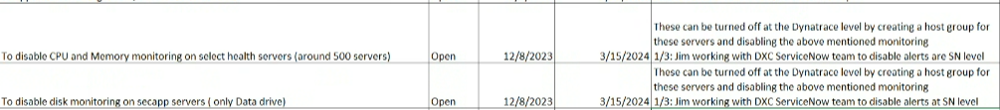 These can be turned off at the Dynatrace level by creating a host group for
these servers and disabling the above mentioned monitoring
To disable CPU and Memory monitoring on select health servers (around 500 servers) Open 12/8/2023 3/15/2024 1/3: Jim working with DXC ServiceNow team to disable alerts are SN level
These can be turned off at the Dynatrace level by creating a host group for
these servers and disabling the above mentioned monitoring
To disable disk monitoring on secapp servers ( only Data drive) Open 12/8/2023 3/15/2024 1/3: Jim working with DXC ServiceNow team to disable alerts at SN level